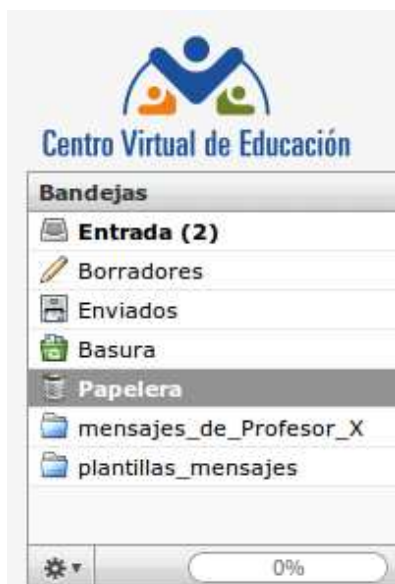 Centro Virtual de Educación
Bandejas
Entrada (2)
Borradores
Enviados
Basura
Papelera
mensajes_de_Profesor_X
plantillas_mensajes
0%